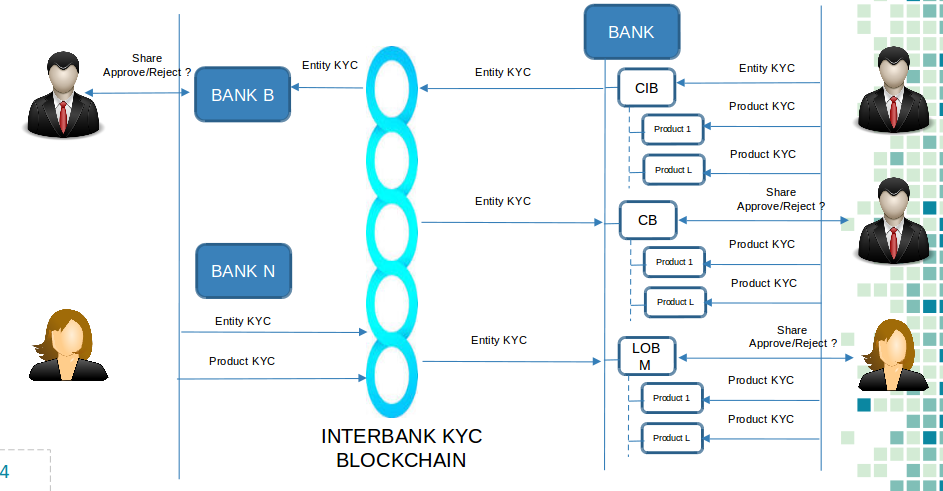 Share
Approve/Reject ?
BANK B
Entity KYC
Entity KYC
BANK
CIB
Entity KYC
Product 1
Product KYC
Product L
Product KYC
Entity KYC
CB
Share
Approve/Reject ?
Product 1
Product KYC
Product L
Product KYC
BANK N
Entity KYC
Product KYC
Entity KYC
LOB
M
Share
Approve/Reject ?
Product 1
Product KYC
Product L
Product KYC
INTERBANK KYC
BLOCKCHAIN
4